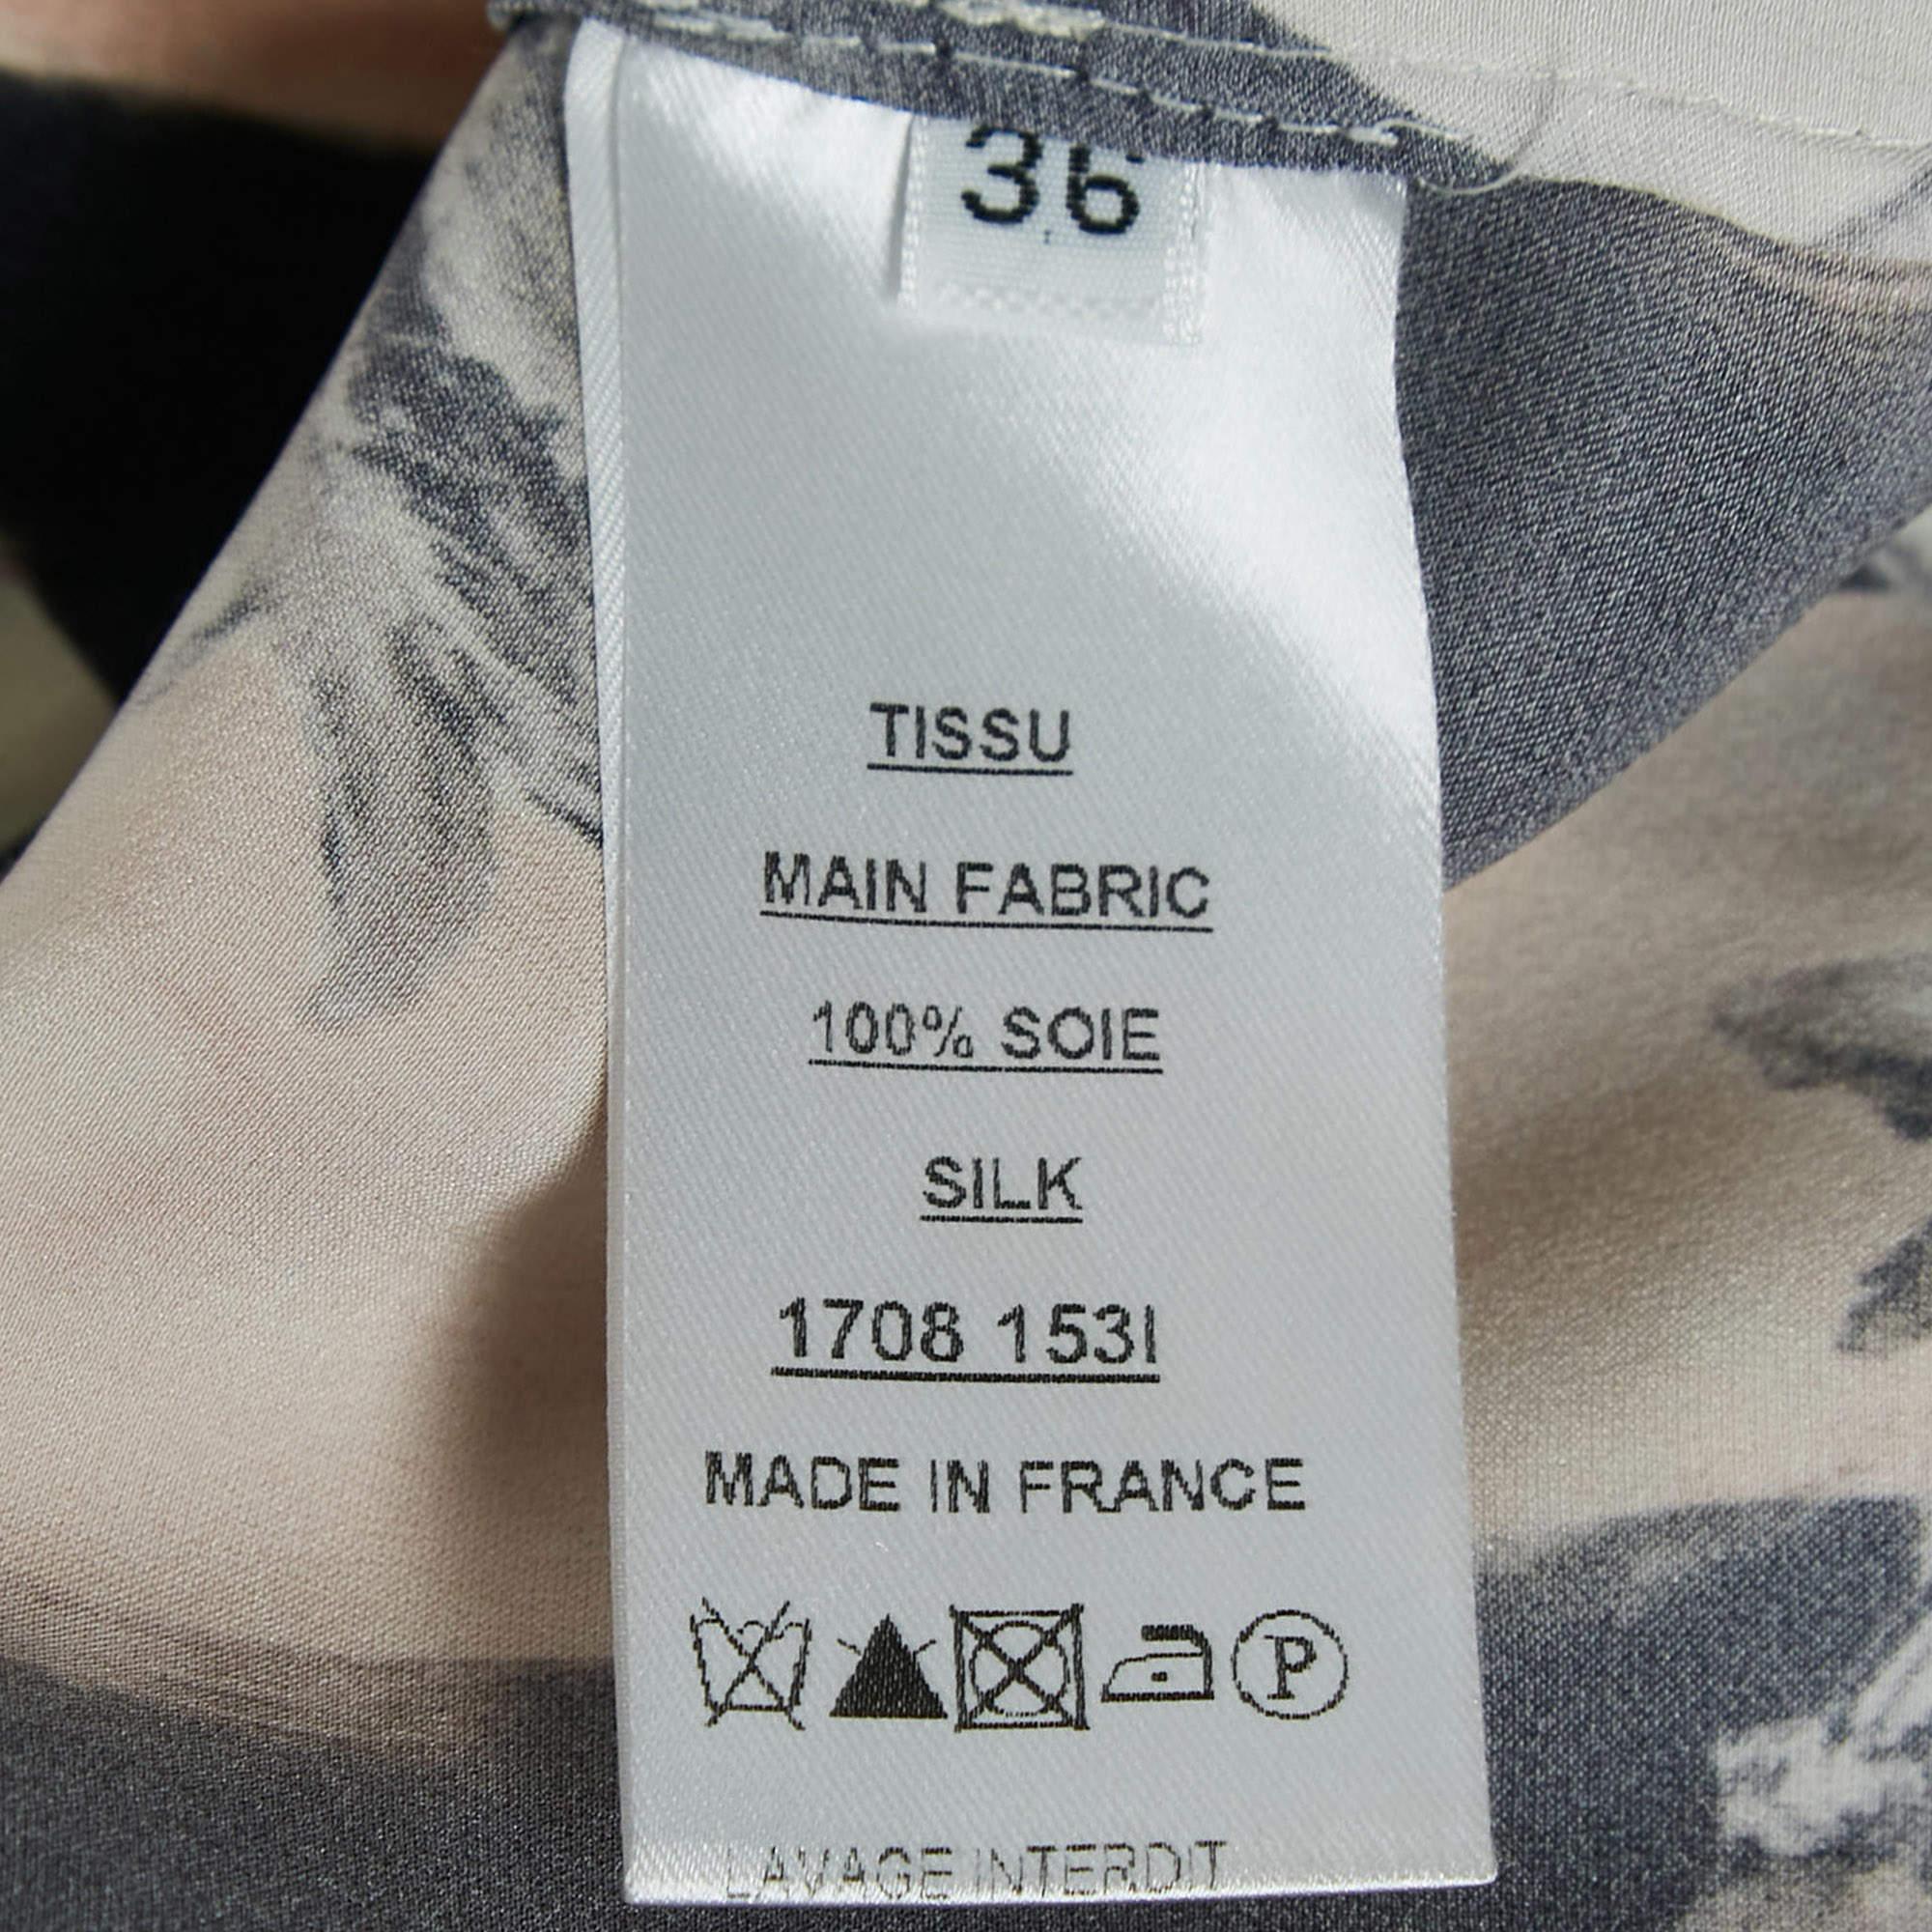 36
TISSU
MAIN FABRIC
100% SOIE
SILK
1708 153I
MADE IN FRANCE
P
LAVAGE INTERDIT